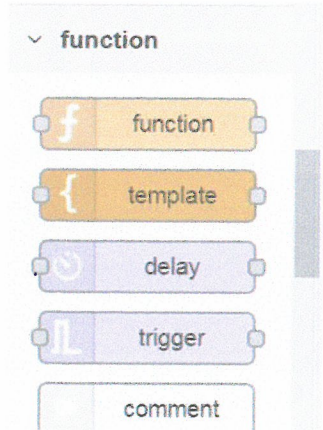 function
function
template
delay
trigger
comment